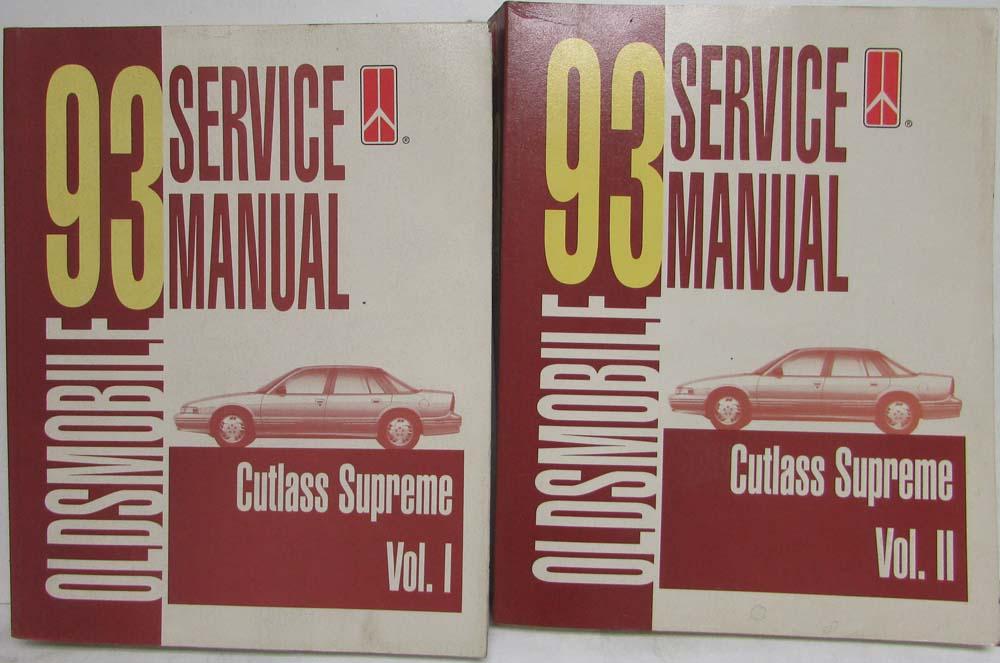 93
SERVICE
MANUAL
®
OLDSMOBILE
Cutlass Supreme
Vol. I
93
SERVICE
MANUAL
®
OLDSMOBILE
Cutlass Supreme
Vol. II